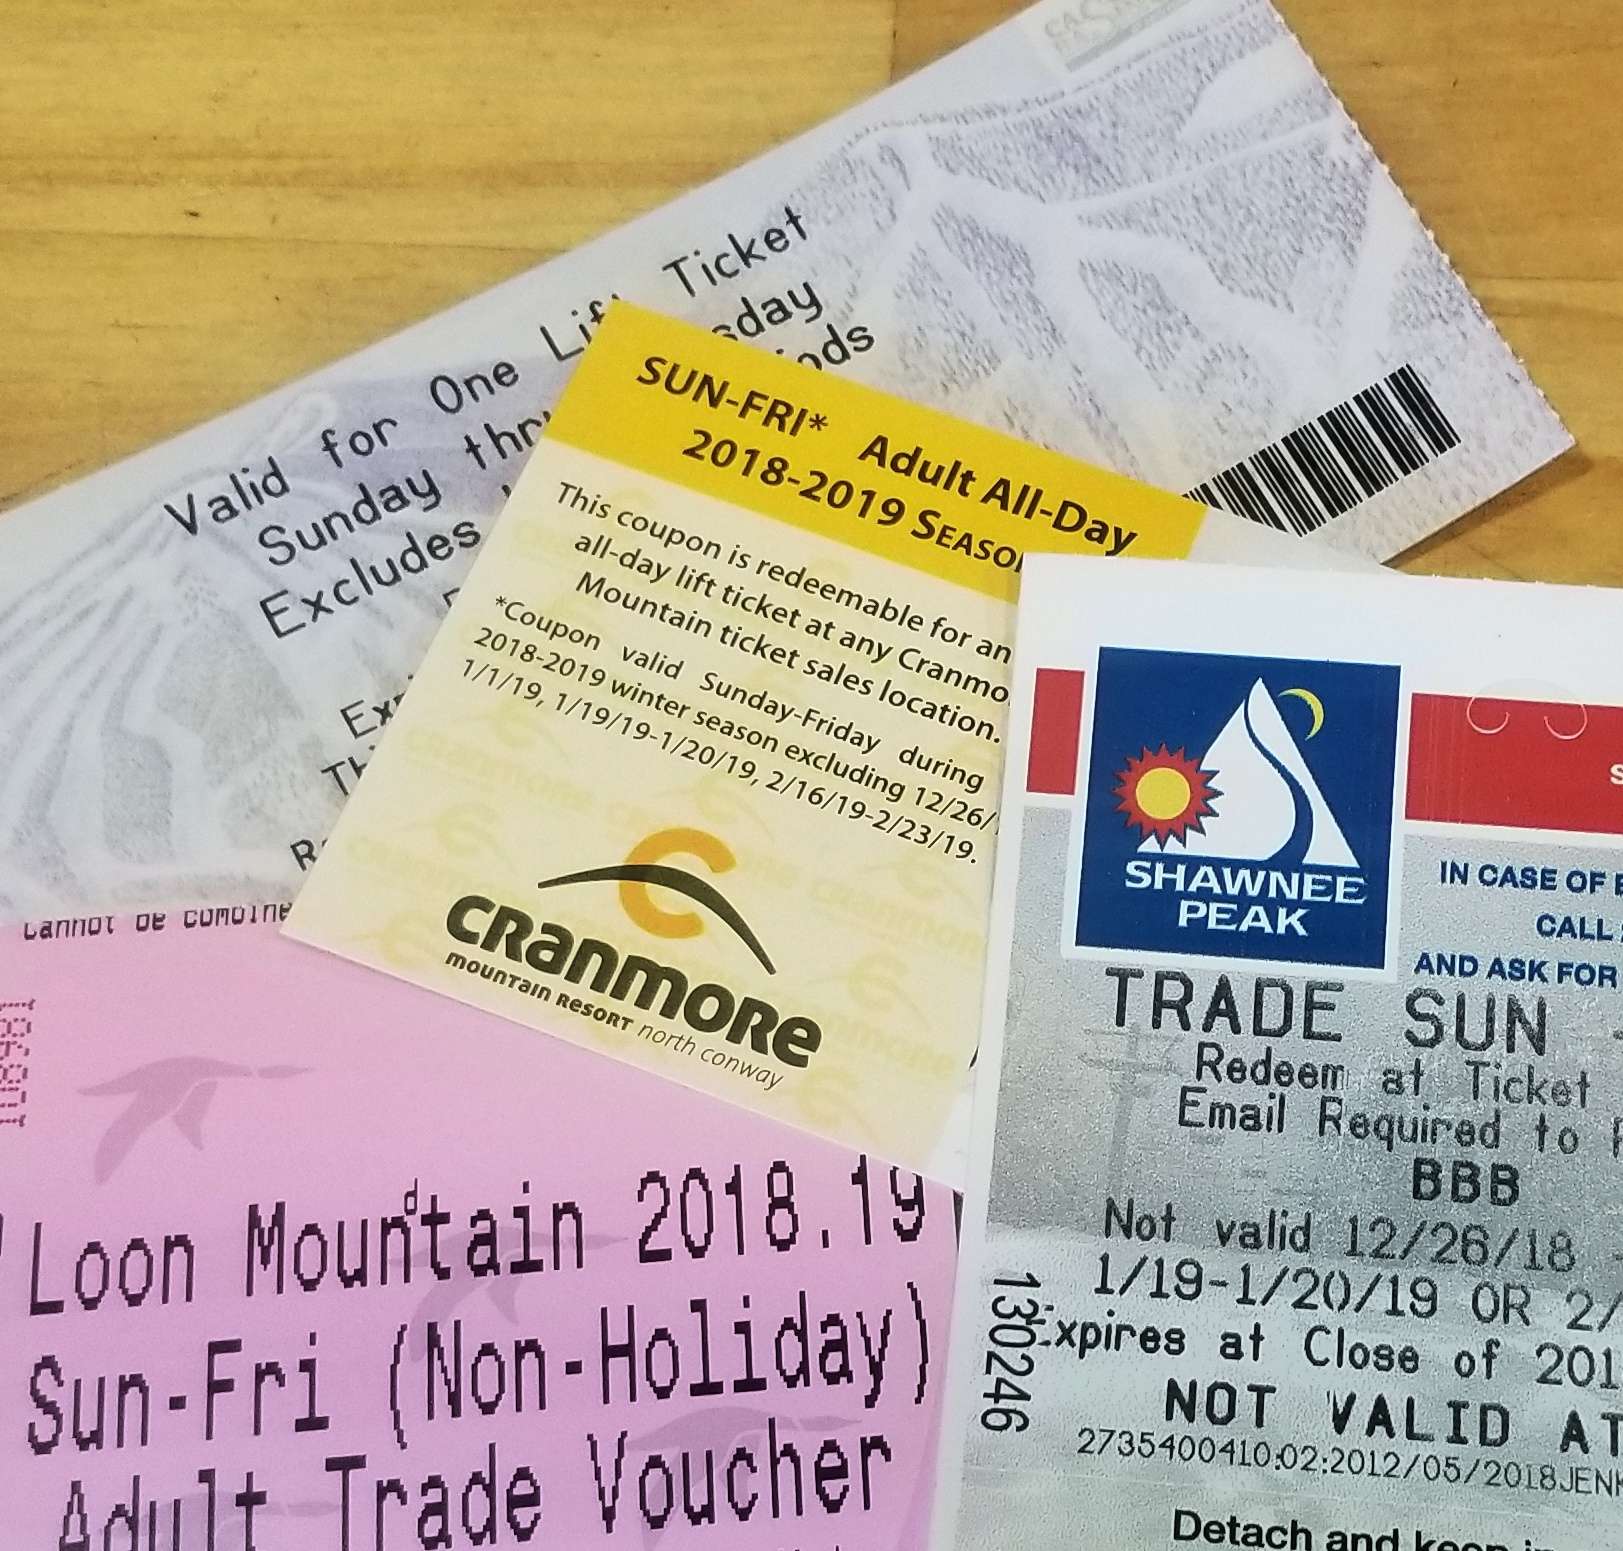 Valid for One Lift Ticket
Sunday
Excludes
SUN-FRI* Adult All-Day
2018-2019 SEASO
This coupon is redeemable for an
all-day lift ticket at any Cranmo
Mountain ticket sales location.
*Coupon valid Sunday-Friday during
2018-2019 winter season excluding 12/26/
1/1/19, 1/19/19-1/20/19, 2/16/19-2/23/19.
C
CRANMORE
MOUNTAIN RESORT north conway
Cannot be combine
Loon Mountain 2018.19
Sun-Fri (Non-Holiday)
Adult Trade Voucher
SHAWNEE
PEAK
IN CASE OF
CALL
AND ASK FOR
TRADE SUN
Redeem at Ticket
Email Required to
BBB
Not valid 12/26/18
1/19-1/20/19 OR 2/
Expires at Close of 201
NOT VALID AT
2735400410:02:2012/05/2018JEN
130246
Detach and keep in